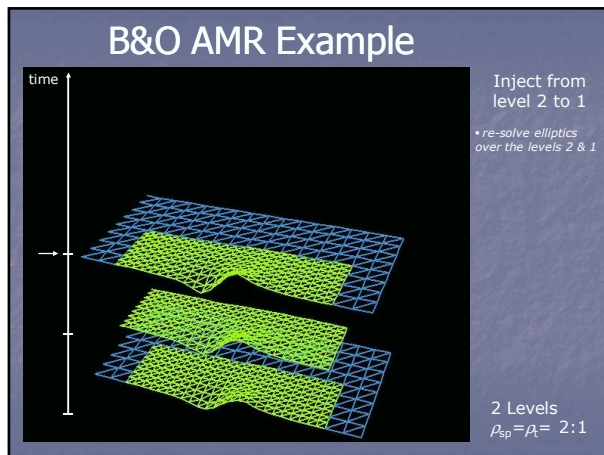 B&O AMR Example
time
Inject from
level 2 to 1
• re-solve elliptics
over the levels 2 & 1
2 Levels
ρsp=ρt= 2:1